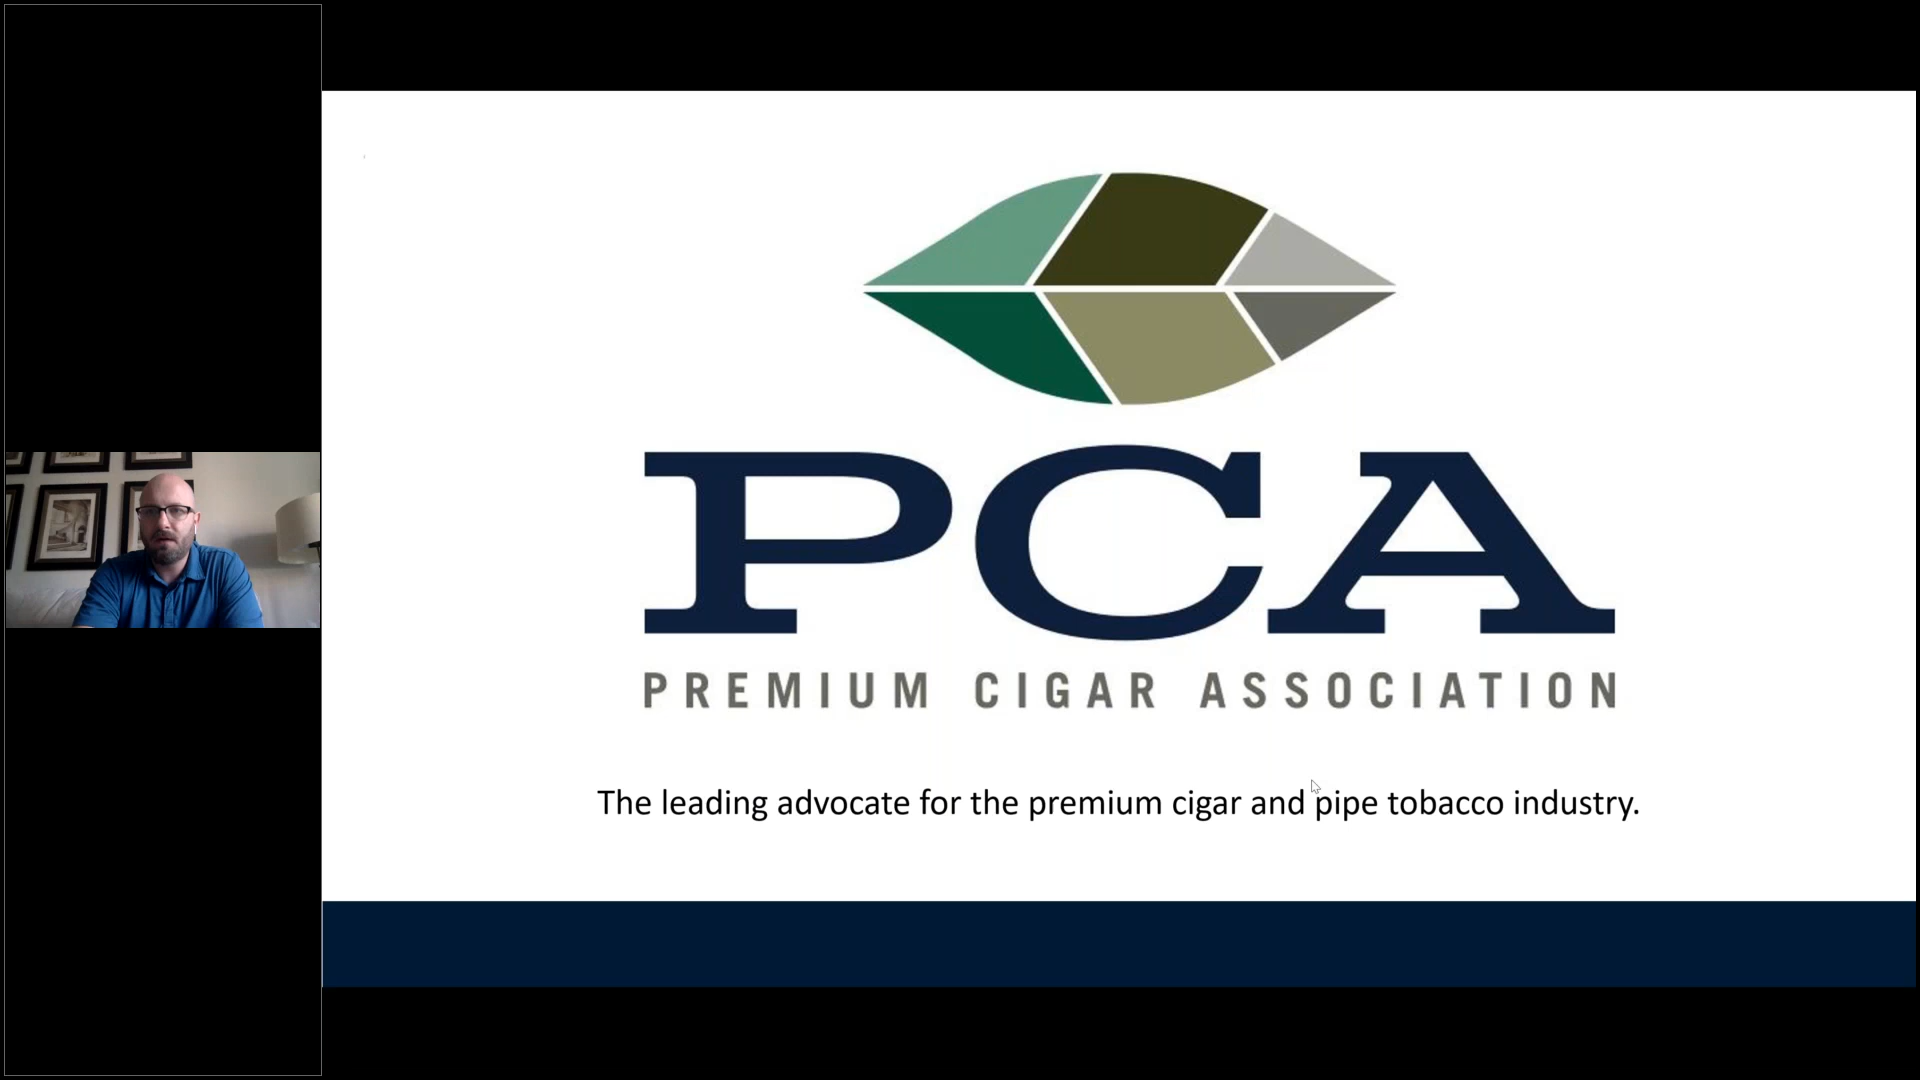 PCA
PREMIUM CIGAR ASSOCIATION
The leading advocate for the premium cigar and pipe tobacco industry.